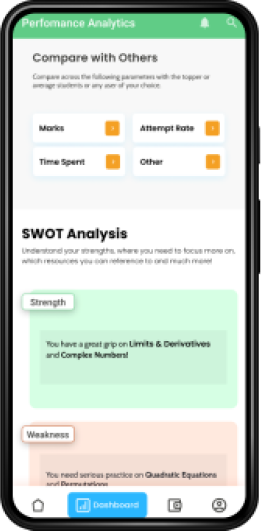 Perfomance Analytics
Compare with Others
Compare across the following parameters with the topper or
average students or any user of your choice.
Marks
Attempt Rate
Time Spent
Other
SWOT Analysis
Understand your strengths, where you need to focus more on,
which resources you can reference to and much more!
Strength
You have a great grip on Limits & Derivatives
and Complex Numbers!
Weakness
You need serious practice on Quadratic Equations
and Permutations
Dashboard